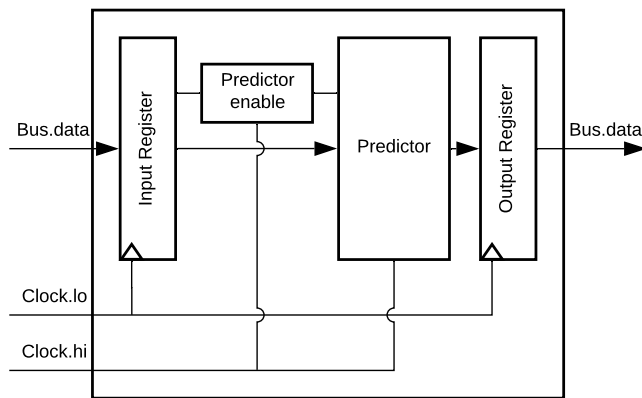 Predictor
enable
Bus.data
Input Register
Predictor
Output Register
Bus.data
Clock.lo
Clock.hi